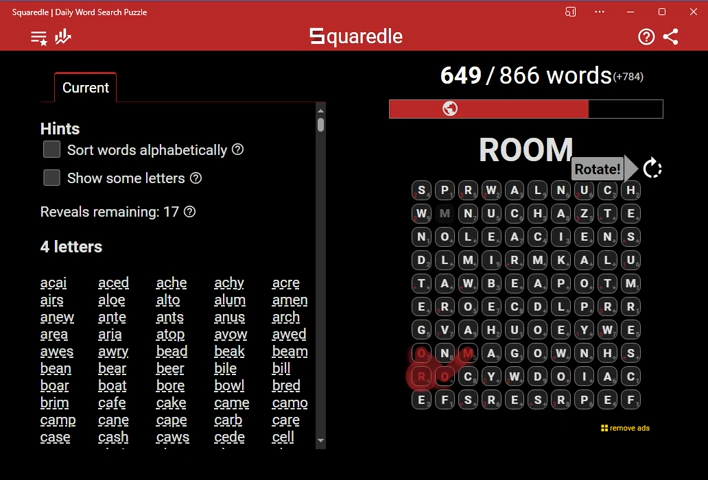 Squaredle | Daily Word Search Puzzle
Squaredle
Current
649 / 866 words (+784)
Hints
Sort words alphabetically
Show some letters
Reveals remaining: 17
ROOM
Rotate!
4 letters
açai aced ache achy acre
airs aloe alto alum amen
anew ante ants anus arch
area aria atop avow awed
awes awry bead beak beam
bean bear beer bile bill
boar boat bore bowl bred
brim cafe cake came camo
camp cane cape carb care
case cash caws cede cell
S P R W A L N U C H
W M N U C H A Z T E
N O L E A C I E N S
D L M I R M K A L U
T A W B E A P O T M
E R O E C D L P R R
G V A H U O E Y W E
O N M A G O W N H S
R O C Y W D O I A C
E F S R E S R P E F
remove ads